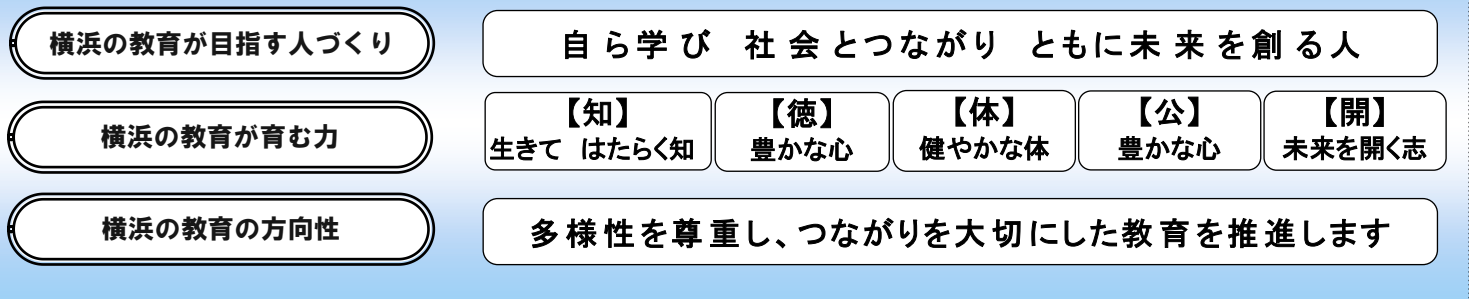 横浜の教育が目指す人づくり
自ら学び 社会とつながり ともに未来を創る人
横浜の教育が育む力
【知】
生きて はたらく知
【徳】
豊かな心
【体】
健やかな体
【公】
豊かな心
【開】
未来を開く志
横浜の教育の方向性
多様性を尊重し、つながりを大切にした教育を推進します